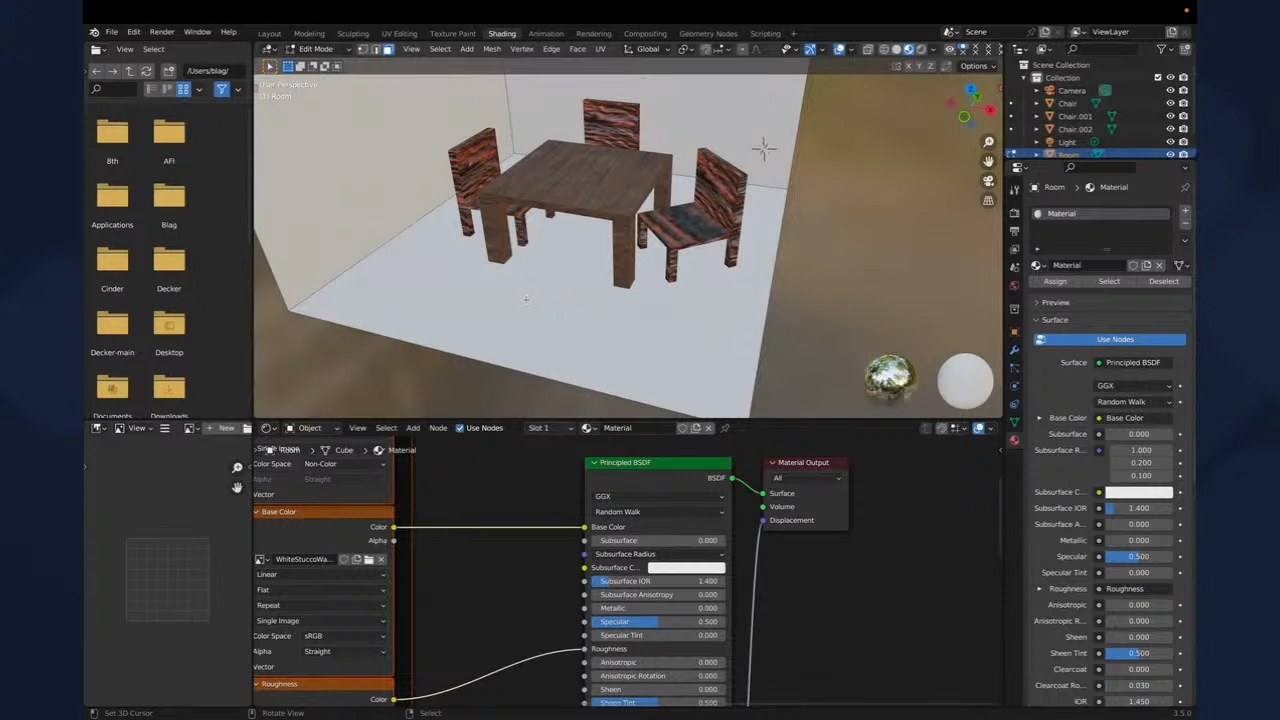 File Edit Render Window Help
Layout Modeling Sculpting UV Editing Texture Paint Shading Animation Rendering Compositing Geometry Nodes Scripting
Scene
ViewLayer
View Select
Edit Mode
View Select Add Mesh Vertex Edge Face UV
Global
/Users/blag/
X Y Z
Options
User Perspective
(1) Room
8th
AFI
Applications
Blag
Cinder
Decker
Decker-main
Desktop
Documents
Downloads
Scene Collection
Collection
Camera
Chair
Chair.001
Chair.002
Light
Room
Room
Material
Material
Material
Assign Select Deselect
Preview
Surface
Use Nodes
Surface Principled BSDF
GGX
Random Walk
Base Color Base Color
Subsurface 0.000
Subsurface R... 1.000
0.200
0.100
Subsurface C...
Subsurface IOR 1.400
Subsurface A... 0.000
Metallic 0.000
Specular 0.500
Specular Tint 0.000
Roughness Roughness
Anisotropic 0.000
Anisotropic R... 0.000
Sheen 0.000
Sheen Tint 0.500
Clearcoat 0.000
Clearcoat Ro... 0.030
IOR 1.450
View
New
Object
View Select Add Node
Use Nodes
Slot 1
Material
Room
Cube
Material
Single Image
Color Space Non-Color
Alpha Straight
Vector
Base Color
Color
Alpha
WhiteStuccoWa...
Linear
Flat
Repeat
Single Image
Color Space sRGB
Alpha Straight
Vector
Roughness
Color
Principled BSDF
BSDF
GGX
Random Walk
Base Color
Subsurface 0.000
Subsurface Radius
Subsurface C...
Subsurface IOR 1.400
Subsurface Anisotropy 0.000
Metallic 0.000
Specular 0.500
Specular Tint 0.000
Roughness
Anisotropic 0.000
Anisotropic Rotation 0.000
Sheen 0.000
Sheen Tint 0.500
Material Output
All
Surface
Volume
Displacement
Set 3D Cursor
Rotate View
Select
3.5.0